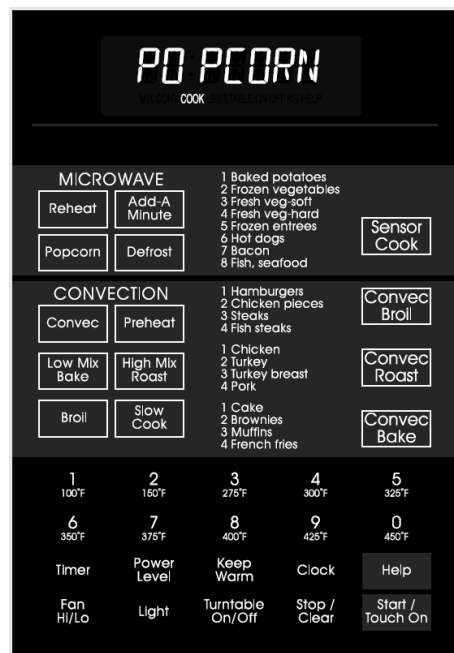 PO PCORN
COOK
MICROWAVE
Reheat
Add-A
Minute
Popcorn
Defrost
1 Baked potatoes
2 Frozen vegetables
3 Fresh veg-soft
4 Fresh veg-hard
5 Frozen entrees
6 Hot dogs
7 Bacon
8 Fish, seafood
Sensor
Cook
CONVECTION
Convec
Preheat
Low Mix
Bake
High Mix
Roast
Broil
Slow
Cook
1 Hamburgers
2 Chicken pieces
3 Steaks
4 Fish steaks
Convec
Broil
1 Chicken
2 Turkey
3 Turkey breast
4 Pork
Convec
Roast
1 Cake
2 Brownies
3 Muffins
4 French fries
Convec
Bake
1 2 3 4 5
100°F 150°F 275°F 300°F 325°F
6 7 8 9 0
350°F 375°F 400°F 425°F 450°F
Timer
Power
Level
Keep
Warm
Clock
Help
Fan
Hi/Lo
Light
Turntable
On/Off
Stop /
Clear
Start /
Touch On